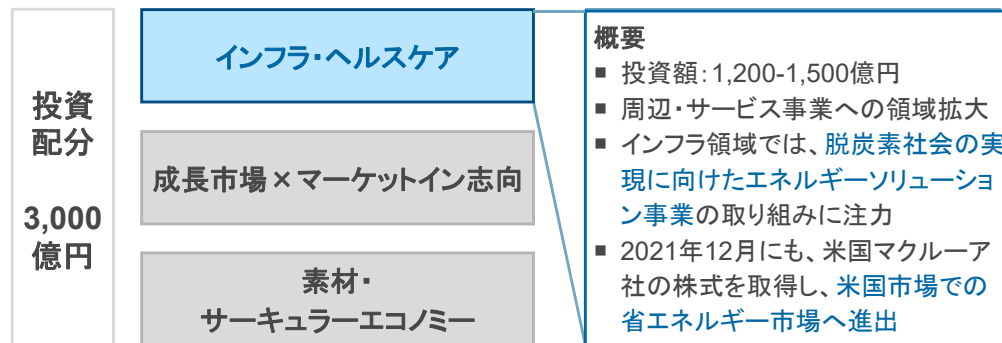 投資
配分
3,000
億円
インフラ・ヘルスケア
成長市場×マーケットイン志向
素材・
サーキュラーエコノミー
概要
▪ 投資額：1,200-1,500億円
▪ 周辺・サービス事業への領域拡大
▪ インフラ領域では、脱炭素社会の実
現に向けたエネルギーソリューショ
ン事業の取り組みに注力
▪ 2021年12月にも、米国マクルーア
社の株式を取得し、米国市場での
省エネルギー市場へ進出